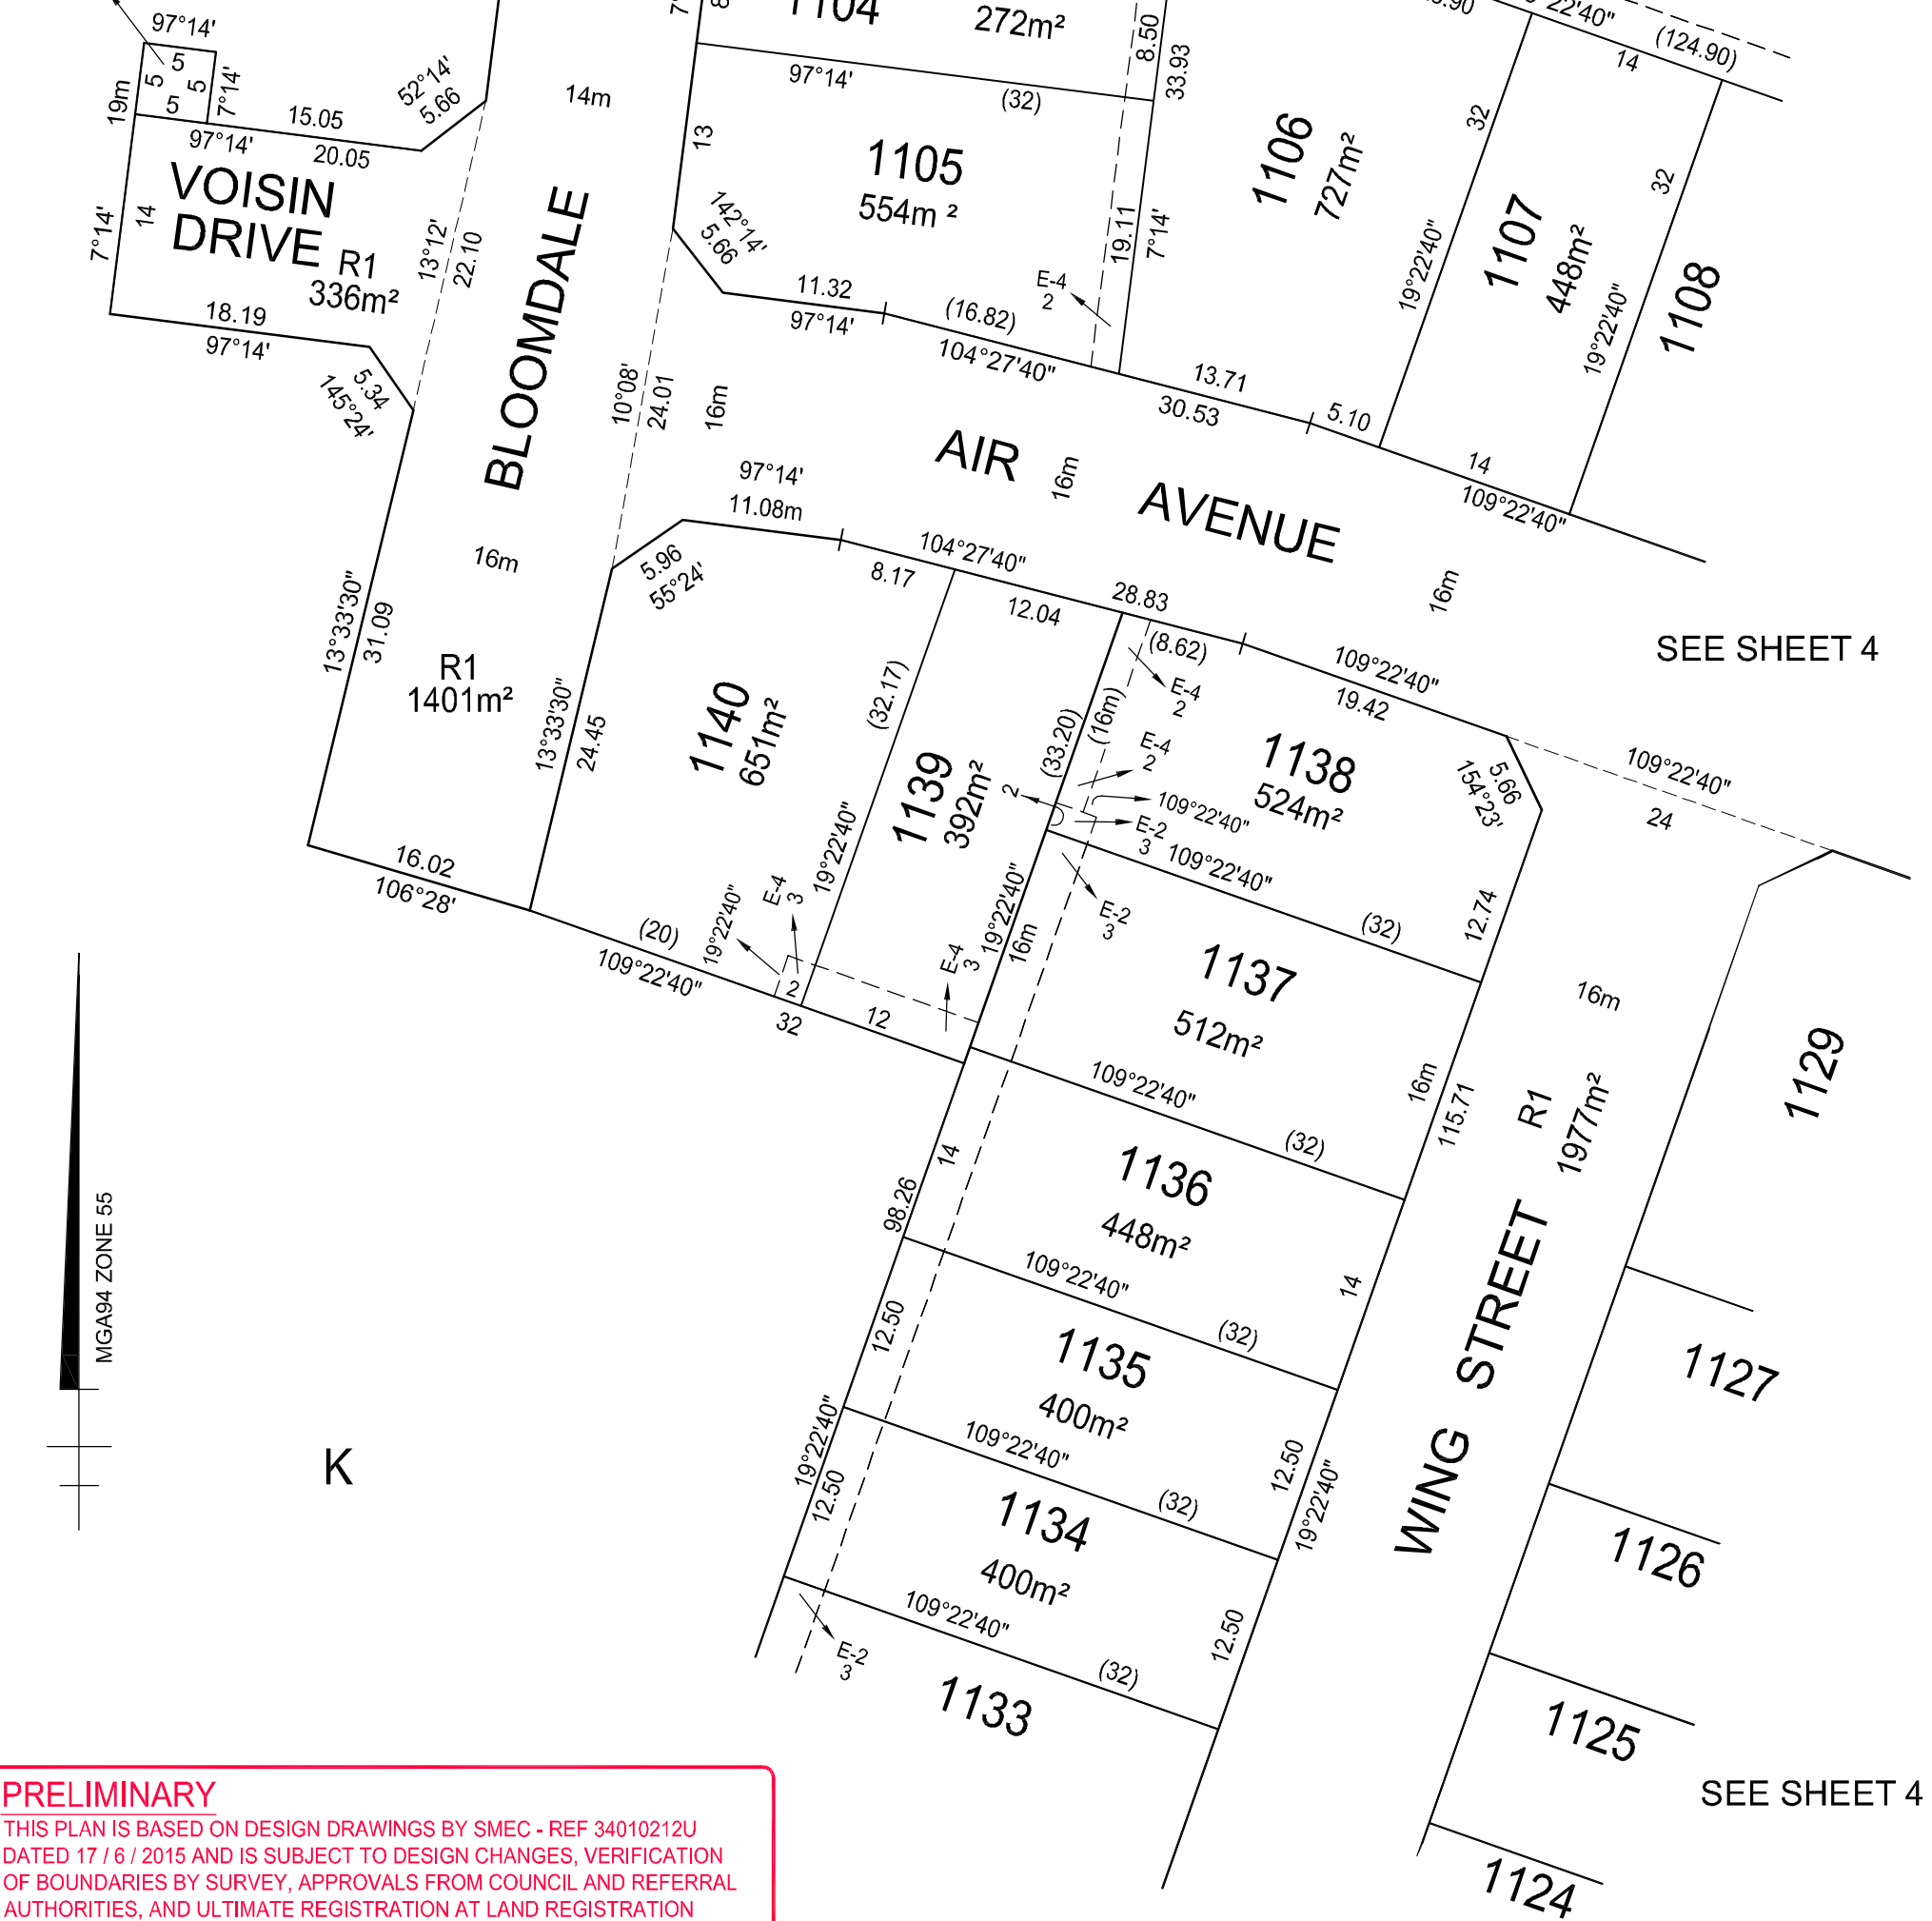 97°14'
5
5
5
5
19m
7°14'
15.05
97°14'
20.05
52°14'
5.66
14m
1104
272m²
8.50
33.93
97°14'
(32)
22'40"
(124.90)
14
VOISIN
DRIVE
R1
336m²
7°14'
14
13°12'
22.10
18.19
97°14'
5.34
145°24'
BLOOMDALE
13
1105
554m ²
142°14'
5.66
11.32
97°14'
(16.82)
104°27'40"
19.11
7°14'
E-4
2
1106
727m²
32
19°22'40"
1107
448m²
32
19°22'40"
1108
13.71
30.53
5.10
14
109°22'40"
10°08'
24.01
16m
AIR
16m
AVENUE
16m
97°14'
11.08m
104°27'40"
8.17
12.04
28.83
(8.62)
109°22'40"
19.42
SEE SHEET 4
16m
5.96
55°24'
13°33'30"
31.09
R1
1401m²
13°33'30"
24.45
1140
651m²
(32.17)
1139
392m²
19°22'40"
(33.20)
(16m)
E-4
2
E-4
2
2
109°22'40"
E-2
3
1138
524m²
5.66
154°23'
109°22'40"
24
109°22'40"
(32)
12.74
16.02
106°28'
(20)
109°22'40"
19°22'40"
E-4
3
2
32
12
E-4
3
19°22'40"
16m
E-2
3
1137
512m²
16m
16m
115.71
R1
1977m²
1129
109°22'40"
(32)
14
98.26
1136
448m²
14
109°22'40"
(32)
12.50
1135
400m²
12.50
19°22'40"
109°22'40"
(32)
12.50
19°22'40"
1134
400m²
12.50
109°22'40"
(32)
E-2
3
1133
WING STREET
1127
1126
1125
1124
SEE SHEET 4
MGA94 ZONE 55
K
PRELIMINARY
THIS PLAN IS BASED ON DESIGN DRAWINGS BY SMEC - REF 34010212U
DATED 17 / 6 / 2015 AND IS SUBJECT TO DESIGN CHANGES, VERIFICATION
OF BOUNDARIES BY SURVEY, APPROVALS FROM COUNCIL AND REFERRAL
AUTHORITIES, AND ULTIMATE REGISTRATION AT LAND REGISTRATION